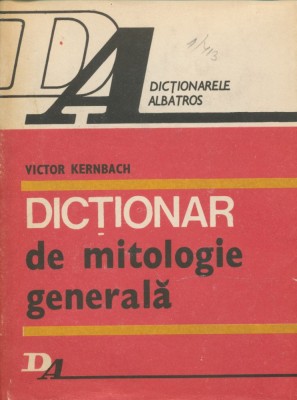 DA
DICȚIONARELE
ALBATROS
VICTOR KERNBACH
DICȚIONAR
de mitologie
generală
DA